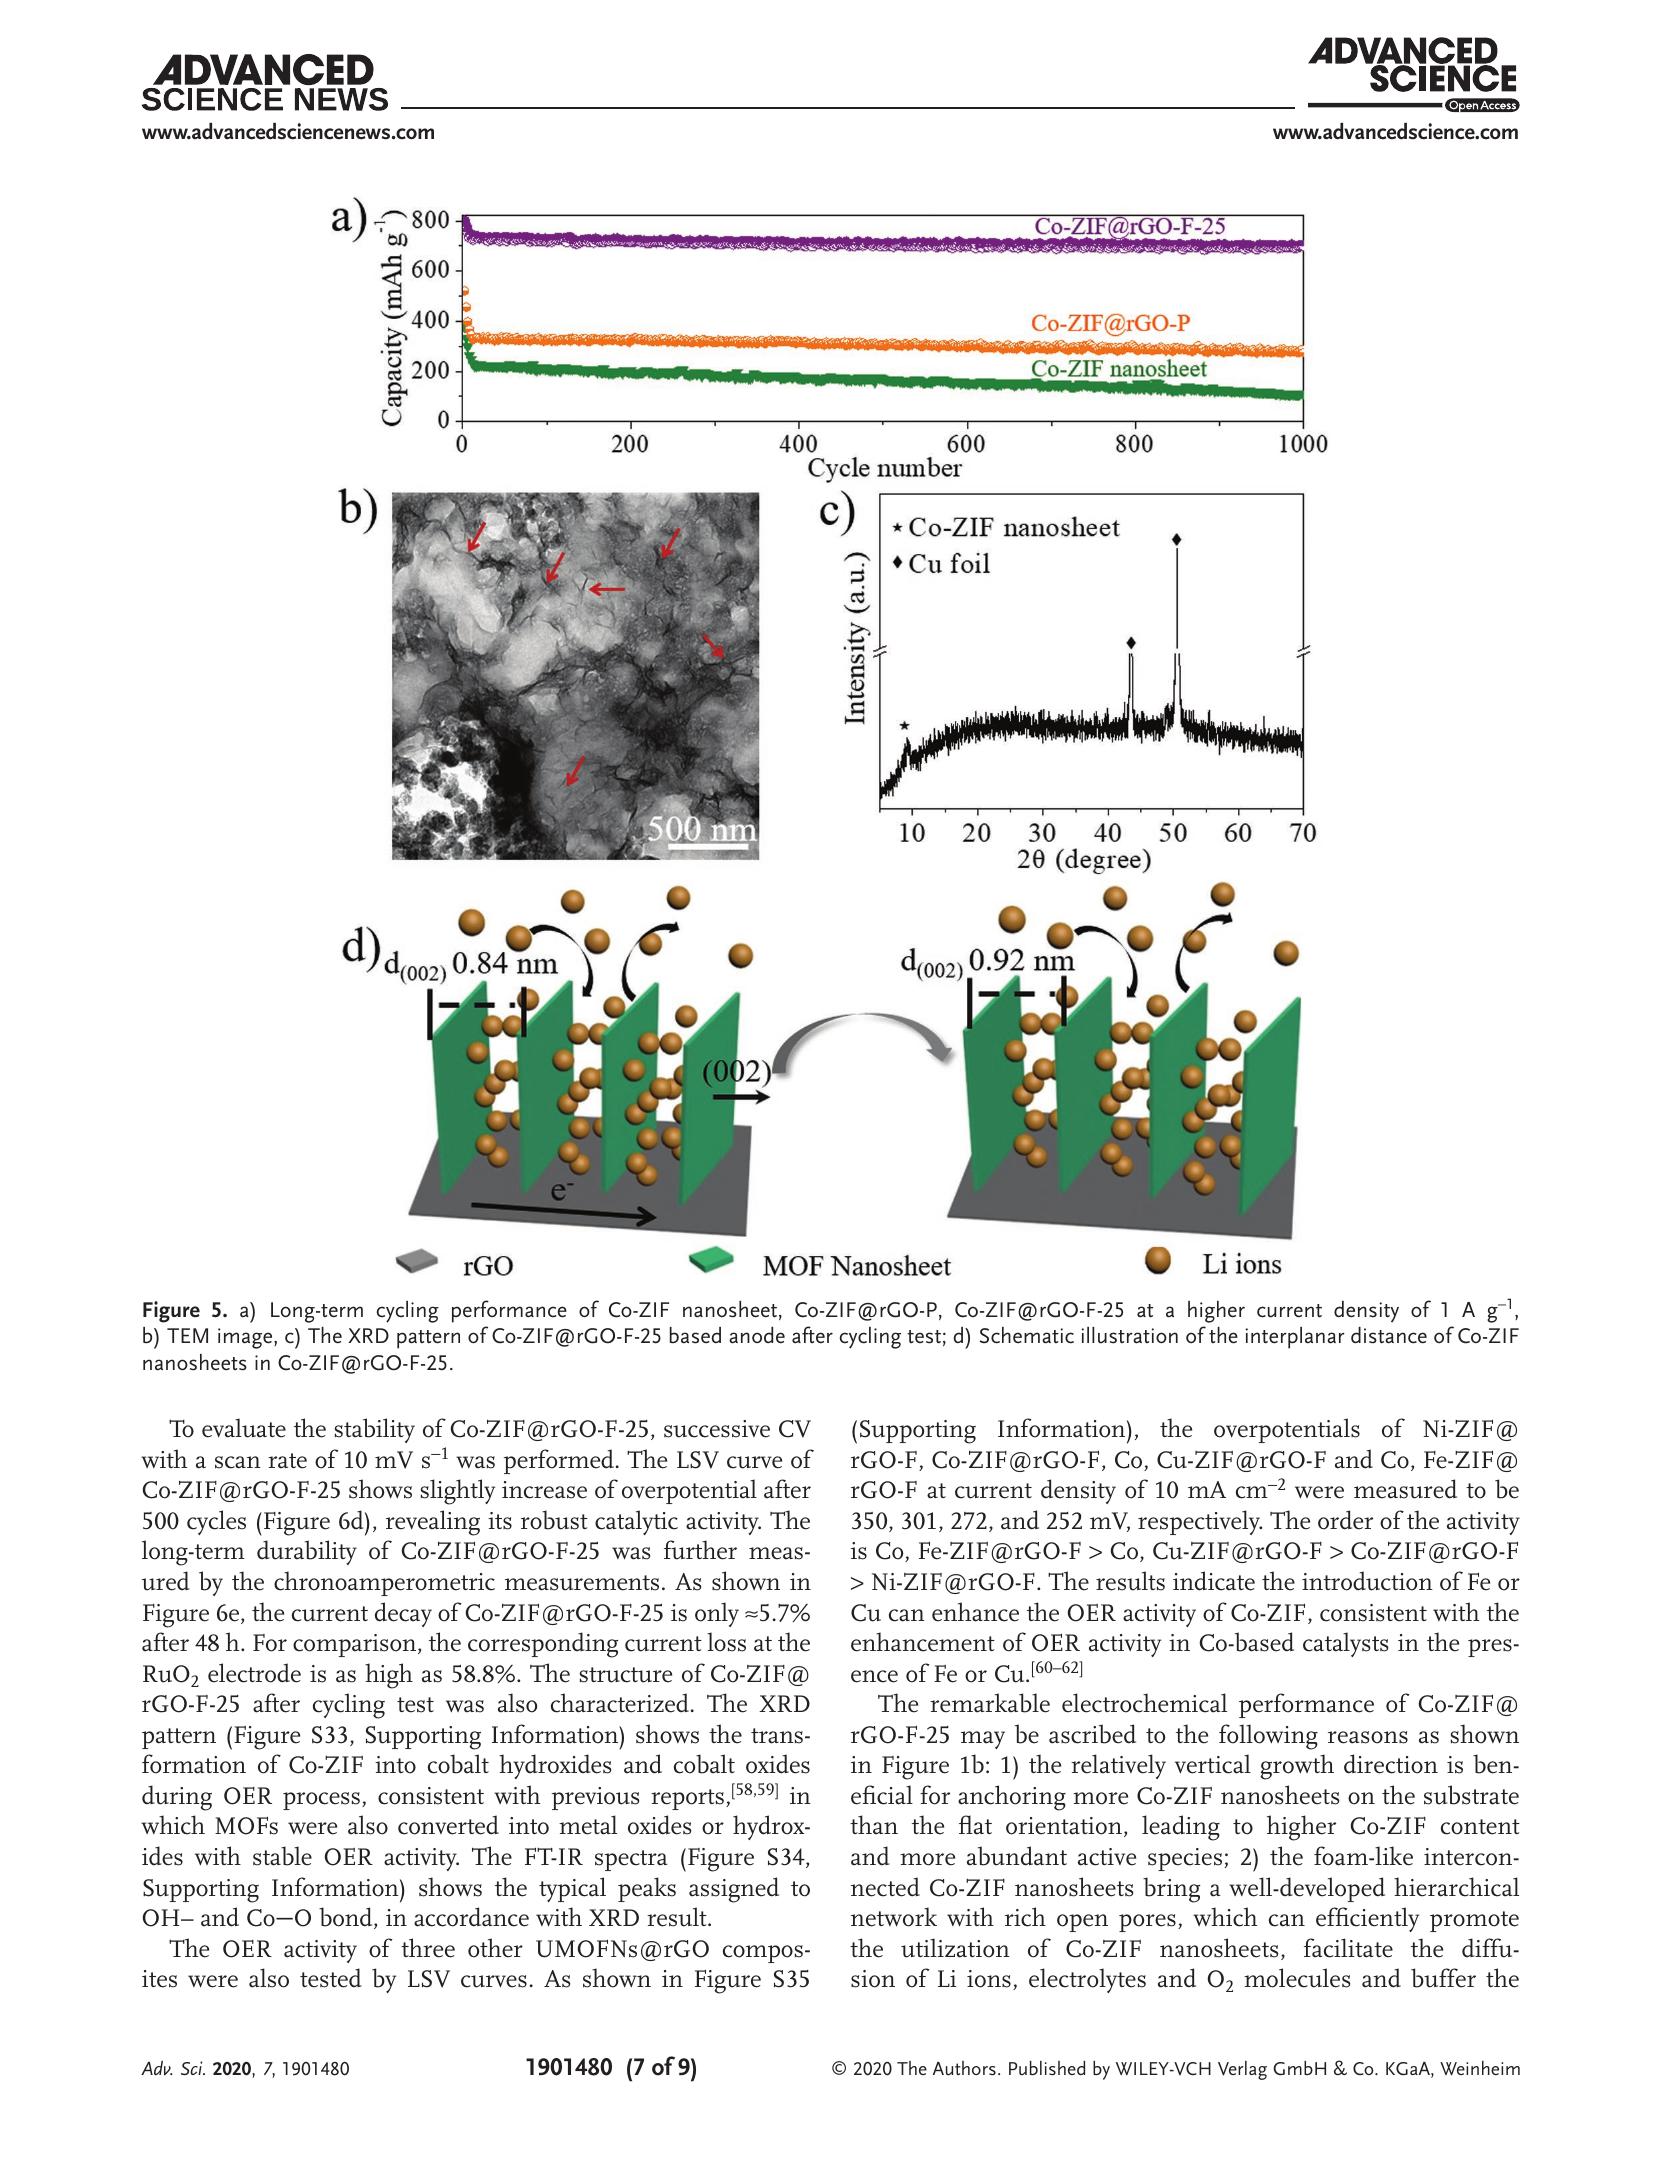 ADVANCED
SCIENCE NEWS
www.advancedsciencenews.com
ADVANCED
SCIENCE
Open Access
www.advancedscience.com
a)
Capacity (mAh g⁻¹)
800
600
400
200
0
Co-ZIF@rGO-F-25
Co-ZIF@rGO-P
Co-ZIF nanosheet
0 200 400 600 800 1000
Cycle number
b)
500 nm
c)
Intensity (a.u.)
⋆ Co-ZIF nanosheet
♦ Cu foil
10 20 30 40 50 60 70
2θ (degree)
d)
d(002) 0.84 nm
(002)
e⁻
d(002) 0.92 nm
rGO
MOF Nanosheet
Li ions
Figure 5. a) Long-term cycling performance of Co-ZIF nanosheet, Co-ZIF@rGO-P, Co-ZIF@rGO-F-25 at a higher current density of 1 A g⁻¹,
b) TEM image, c) The XRD pattern of Co-ZIF@rGO-F-25 based anode after cycling test; d) Schematic illustration of the interplanar distance of Co-ZIF
nanosheets in Co-ZIF@rGO-F-25.
To evaluate the stability of Co-ZIF@rGO-F-25, successive CV
with a scan rate of 10 mV s⁻¹ was performed. The LSV curve of
Co-ZIF@rGO-F-25 shows slightly increase of overpotential after
500 cycles (Figure 6d), revealing its robust catalytic activity. The
long-term durability of Co-ZIF@rGO-F-25 was further meas-
ured by the chronoamperometric measurements. As shown in
Figure 6e, the current decay of Co-ZIF@rGO-F-25 is only ≈5.7%
after 48 h. For comparison, the corresponding current loss at the
RuO₂ electrode is as high as 58.8%. The structure of Co-ZIF@
rGO-F-25 after cycling test was also characterized. The XRD
pattern (Figure S33, Supporting Information) shows the trans-
formation of Co-ZIF into cobalt hydroxides and cobalt oxides
during OER process, consistent with previous reports,[58,59] in
which MOFs were also converted into metal oxides or hydrox-
ides with stable OER activity. The FT-IR spectra (Figure S34,
Supporting Information) shows the typical peaks assigned to
OH– and Co—O bond, in accordance with XRD result.
The OER activity of three other UMOFNs@rGO compos-
ites were also tested by LSV curves. As shown in Figure S35
(Supporting Information), the overpotentials of Ni-ZIF@
rGO-F, Co-ZIF@rGO-F, Co, Cu-ZIF@rGO-F and Co, Fe-ZIF@
rGO-F at current density of 10 mA cm⁻² were measured to be
350, 301, 272, and 252 mV, respectively. The order of the activity
is Co, Fe-ZIF@rGO-F > Co, Cu-ZIF@rGO-F > Co-ZIF@rGO-F
> Ni-ZIF@rGO-F. The results indicate the introduction of Fe or
Cu can enhance the OER activity of Co-ZIF, consistent with the
enhancement of OER activity in Co-based catalysts in the pres-
ence of Fe or Cu.[60–62]
The remarkable electrochemical performance of Co-ZIF@
rGO-F-25 may be ascribed to the following reasons as shown
in Figure 1b: 1) the relatively vertical growth direction is ben-
eficial for anchoring more Co-ZIF nanosheets on the substrate
than the flat orientation, leading to higher Co-ZIF content
and more abundant active species; 2) the foam-like intercon-
nected Co-ZIF nanosheets bring a well-developed hierarchical
network with rich open pores, which can efficiently promote
the utilization of Co-ZIF nanosheets, facilitate the diffu-
sion of Li ions, electrolytes and O₂ molecules and buffer the
Adv. Sci. 2020, 7, 1901480
1901480 (7 of 9)
© 2020 The Authors. Published by WILEY-VCH Verlag GmbH & Co. KGaA, Weinheim